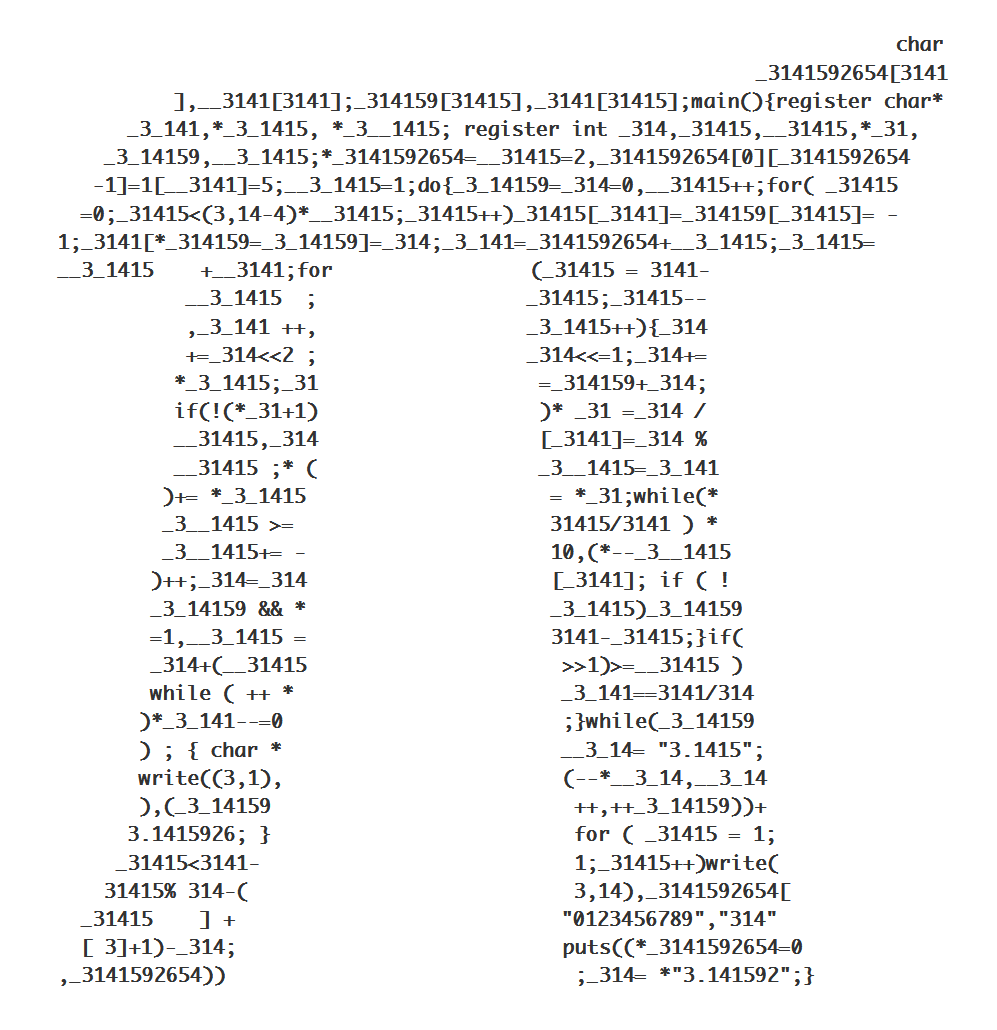 char
_3141592654[3141
],__3141[3141];_314159[31415],_3141[31415];main(){register char*
_3_141,*_3_1415, *_3__1415; register int _314,_31415,__31415,*_31,
_3_14159,__3_1415;*_3141592654=__31415=2,_3141592654[0][_3141592654
-1]=1[__3141]=5;__3_1415=1;do{_3_14159=_314=0,__31415++;for( _31415
=0;_31415<(3,14-4)*__31415;_31415++)_31415[_3141]=_314159[_31415]= -
1;_3141[*_314159=_3_14159]=_314;_3_141=_3141592654+__3_1415;_3_1415=
__3_1415    +__3141;for                 (_31415 = 3141-
__3_1415  ;                  _31415;_31415--
,_3_141 ++,                  _3_1415++){_314
+=_314<<2 ;                  _314<<=1;_314+=
*_3_1415;_31                  =_314159+_314;
if(!(*_31+1)                  )* _31 =_314 /
__31415,_314                  [_3141]=_314 %
__31415 ;* (                  _3__1415=_3_141
)+= *_3_1415                    = *_31;while(*
_3__1415 >=                     31415/3141 ) *
_3__1415+= -                    10,(*--_3__1415
)++;_314=_314                    [_3141]; if ( !
_3_14159 && *                    _3_1415)_3_14159
=1,__3_1415 =                    3141-_31415;}if(
_314+(__31415                     >>1)>=__31415 )
while ( ++ *                      _3_141==3141/314
)*_3_141--=0                       ;}while(_3_14159
) ; { char *                       __3_14= "3.1415";
write((3,1),                       (--*__3_14,__3_14
),(_3_14159                         ++,++_3_14159))+
3.1415926; }                         for ( _31415 = 1;
_31415<3141-                          1;_31415++)write(
31415% 314-(                           3,14),_3141592654[
_31415    ] +                           "0123456789","314"
[ 3]+1)-_314;                           puts((*_3141592654=0
,_3141592654))                             ;_314= *"3.141592";}